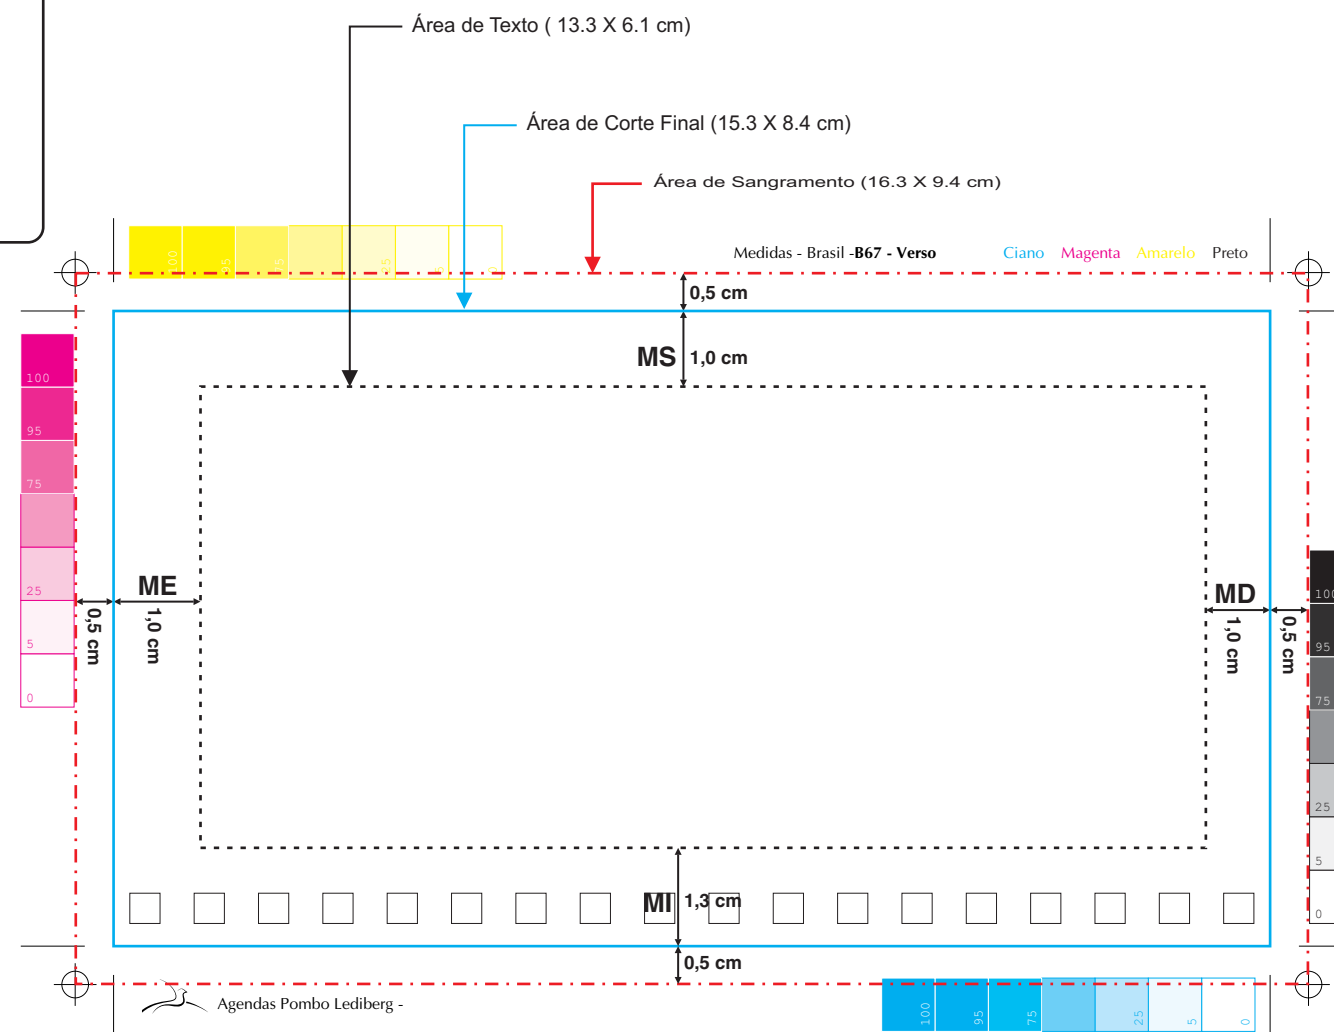 Área de Texto ( 13.3 X 6.1 cm)
Área de Corte Final (15.3 X 8.4 cm)
Área de Sangramento (16.3 X 9.4 cm)
Medidas - Brasil -B67 - Verso Ciano Magenta Amarelo Preto
0,5 cm
MS 1,0 cm
100
95
75
25
5
0
ME
1,0 cm
0,5 cm
MD
1,0 cm
0,5 cm
100
95
75
25
5
0
MI 1,3 cm
0,5 cm
Agendas Pombo Lediberg -
100
95
75
25
5
0